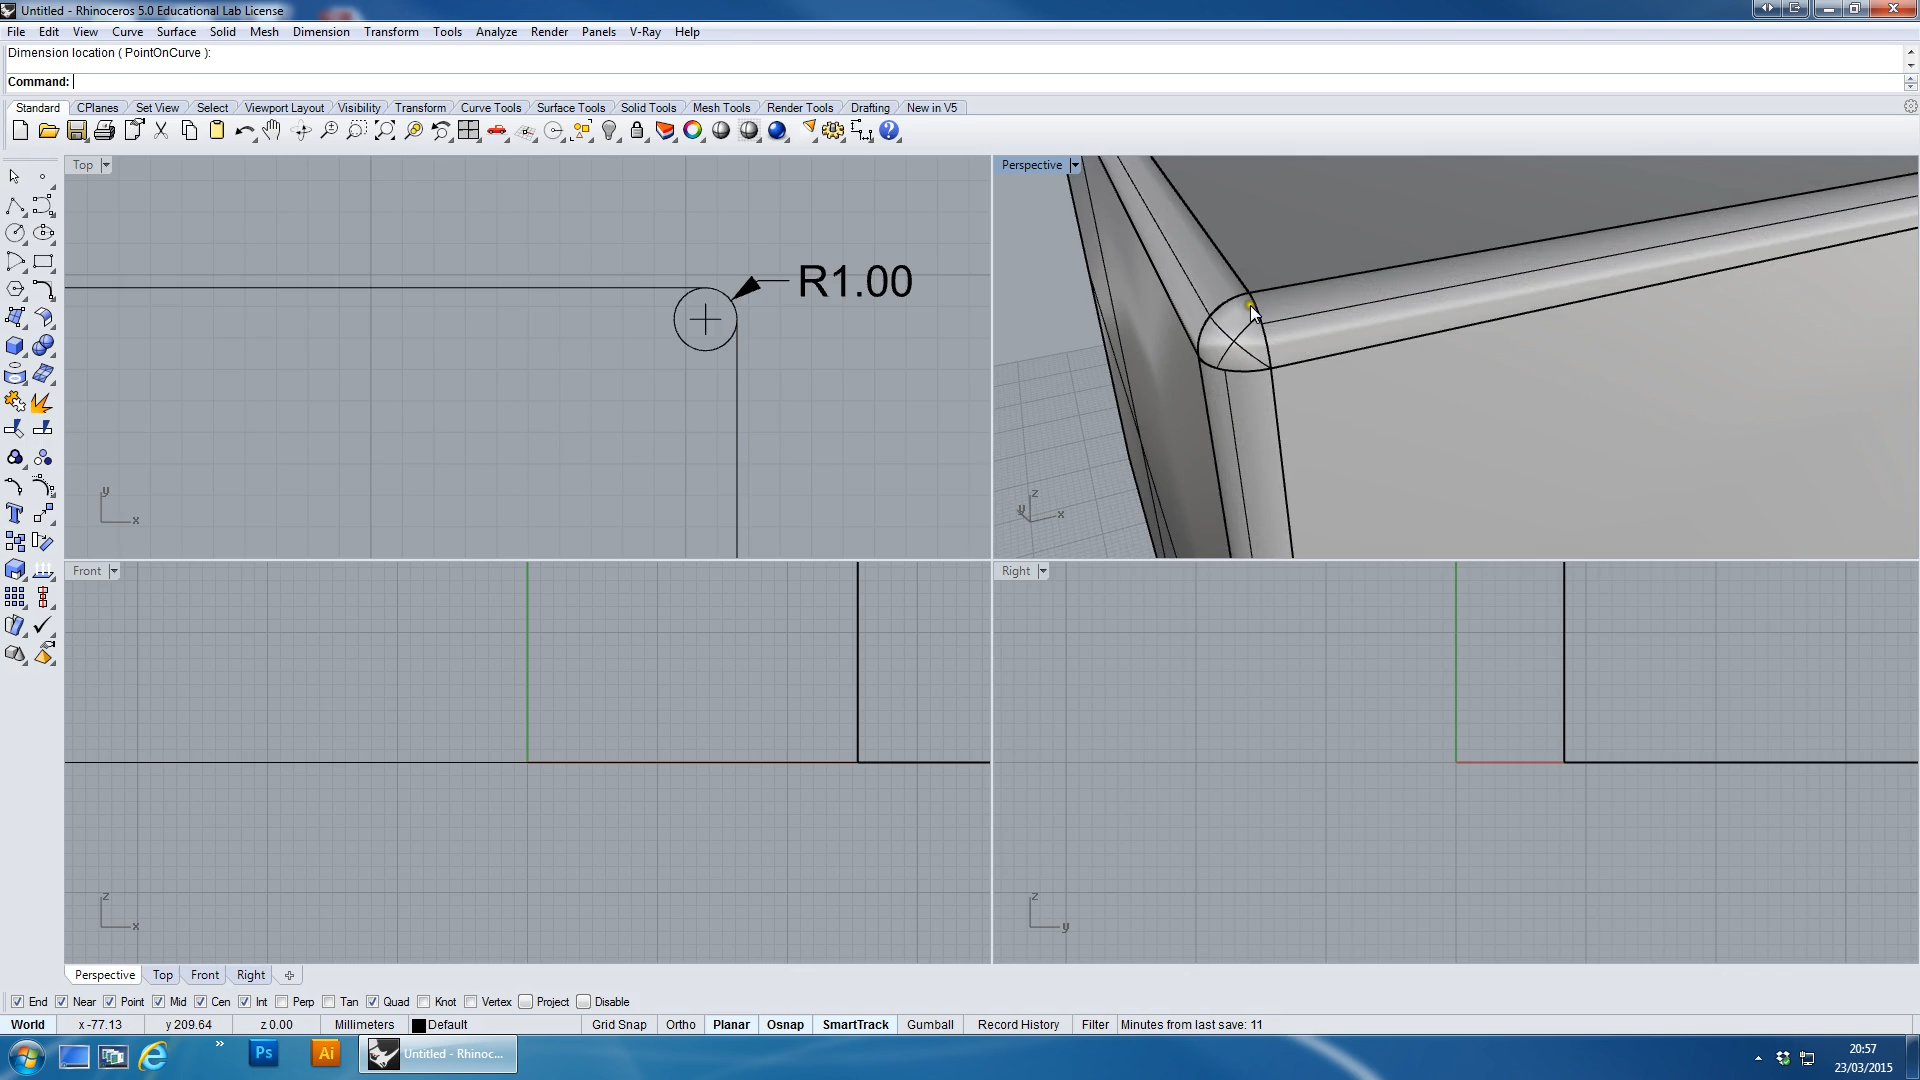 Untitled - Rhinoceros 5.0 Educational Lab License
File Edit View Curve Surface Solid Mesh Dimension Transform Tools Analyze Render Panels V-Ray Help
Dimension location ( PointOnCurve ):
Command:
Standard CPlanes Set View Select Viewport Layout Visibility Transform Curve Tools Surface Tools Solid Tools Mesh Tools Render Tools Drafting New in V5
Top
Perspective
R1.00
y
x
z
y
x
Front
Right
z
x
z
y
Perspective Top Front Right
End Near Point Mid Cen Int Perp Tan Quad Knot Vertex Project Disable
World x -77.13 y 209.64 z 0.00 Millimeters Default Grid Snap Ortho Planar Osnap SmartTrack Gumball Record History Filter Minutes from last save: 11
Ps Ai Untitled - Rhinoc...
20:57
23/03/2015